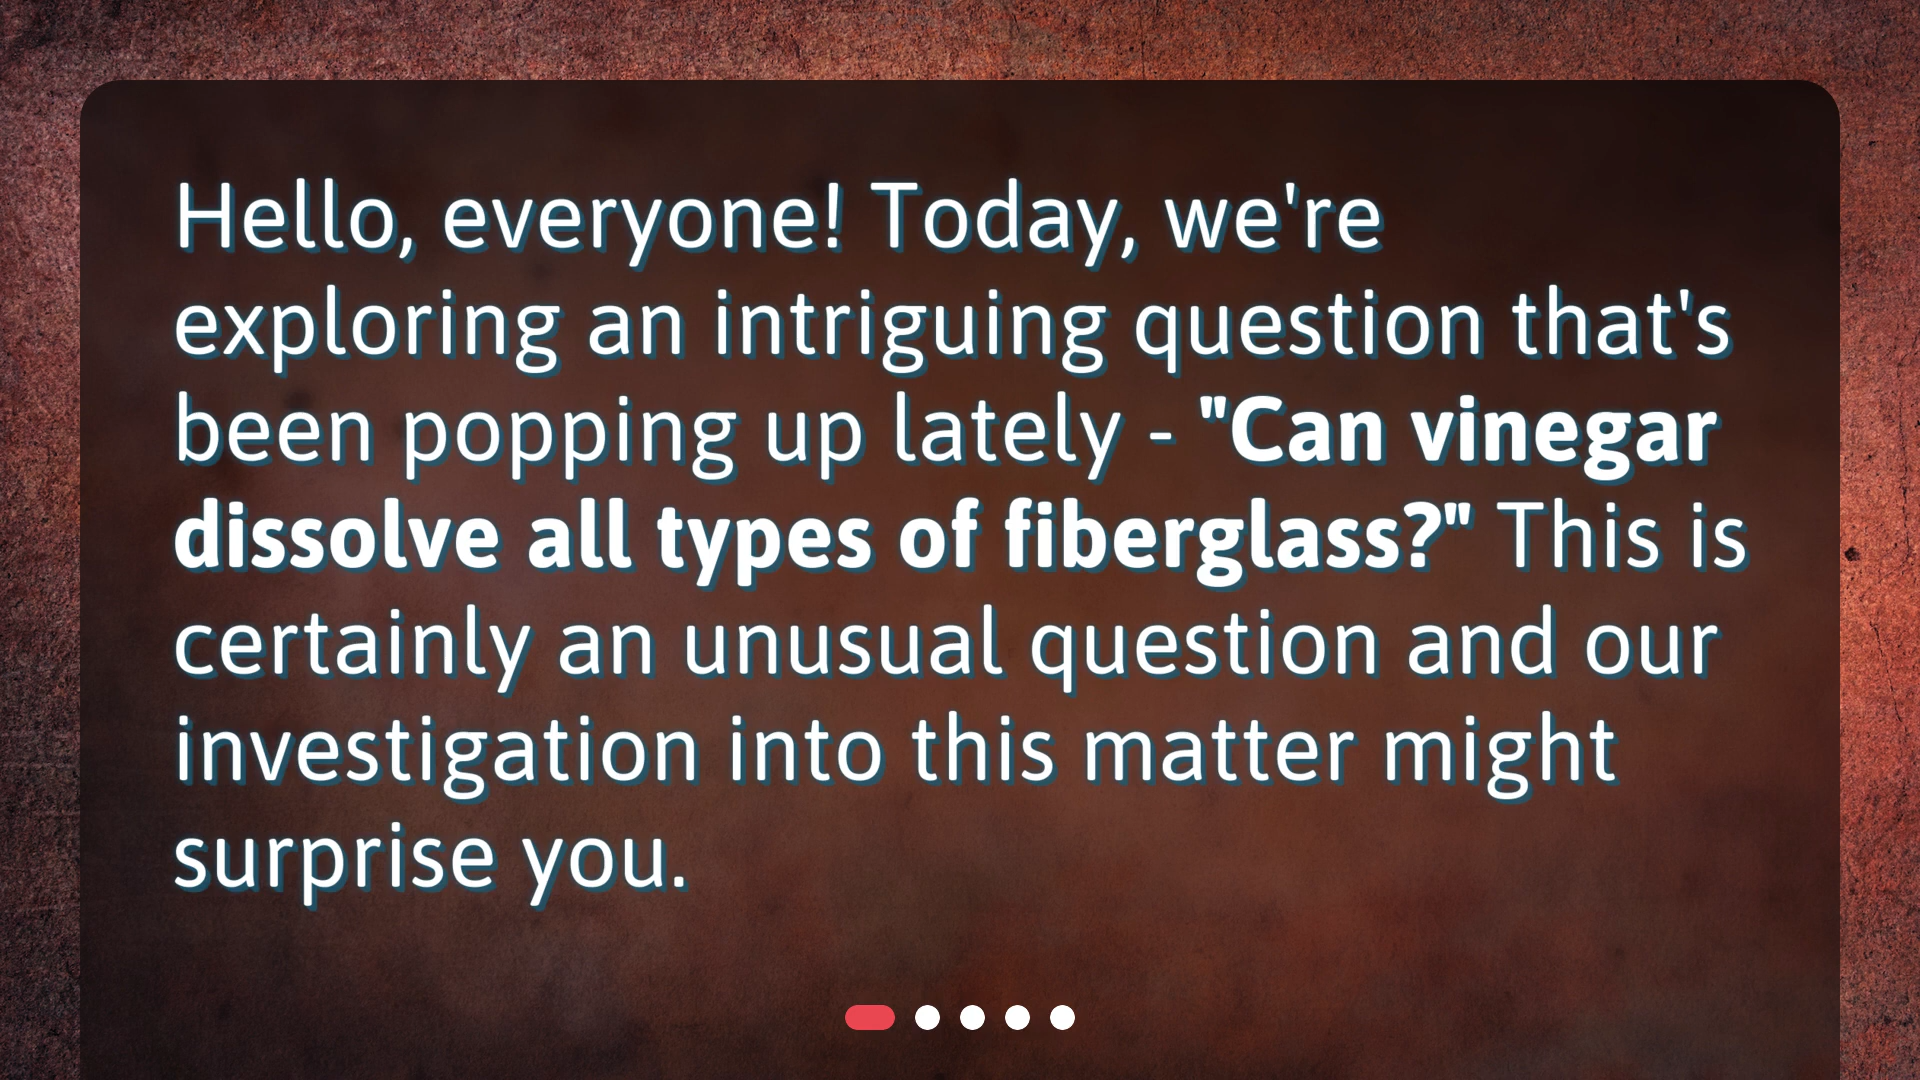 Hello, everyone! Today, we're
exploring an intriguing question that's
been popping up lately - "Can vinegar
dissolve all types of fiberglass?" This is
certainly an unusual question and our
investigation into this matter might
surprise you.